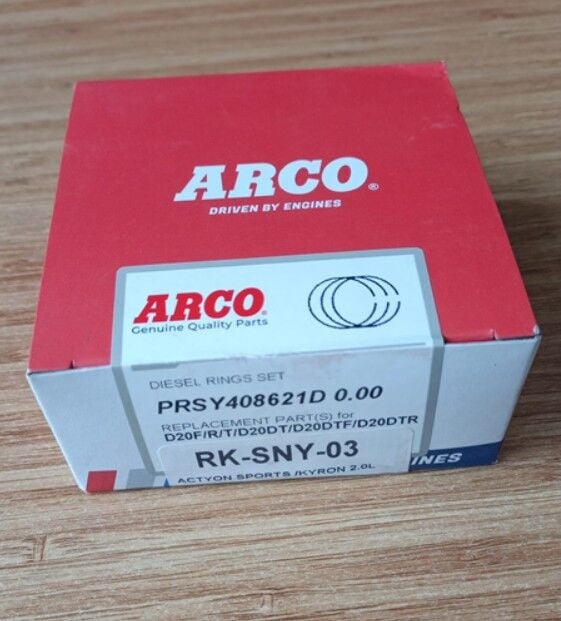 ARCO®
DRIVEN BY ENGINES
ARCO®
Genuine Quality Parts
DIESEL RINGS SET
PRSY408621D 0.00
REPLACEMENT PART(S) for
D20F/R/T/D20DT/D20DTF/D20DTR
RK-SNY-03
INES
ACTYON SPORTS /KYRON 2.0L